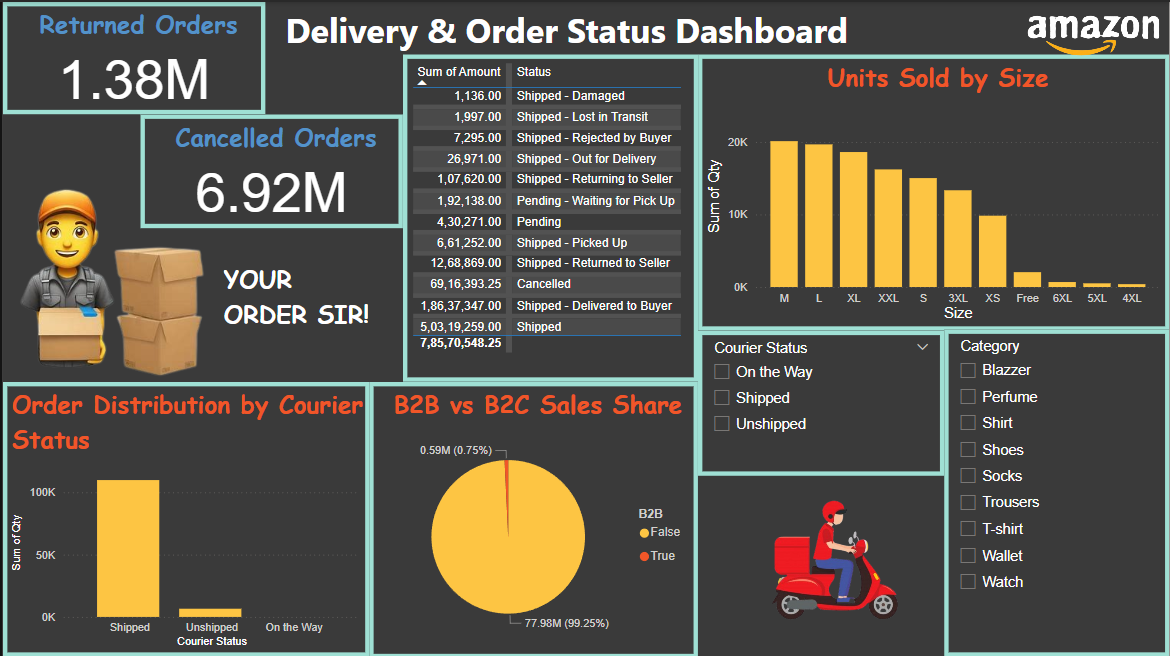 Returned Orders
1.38M
Delivery & Order Status Dashboard
amazon
Cancelled Orders
6.92M
YOUR
ORDER SIR!
Sum of Amount Status
1,136.00 Shipped - Damaged
1,997.00 Shipped - Lost in Transit
7,295.00 Shipped - Rejected by Buyer
26,971.00 Shipped - Out for Delivery
1,07,620.00 Shipped - Returning to Seller
1,92,138.00 Pending - Waiting for Pick Up
4,30,271.00 Pending
6,61,252.00 Shipped - Picked Up
12,68,869.00 Shipped - Returned to Seller
69,16,393.25 Cancelled
1,86,37,347.00 Shipped - Delivered to Buyer
5,03,19,259.00 Shipped
7,85,70,548.25
Units Sold by Size
Sum of Qty
20K
10K
0K
M L XL XXL S 3XL XS Free 6XL 5XL 4XL
Size
Order Distribution by Courier
Status
Sum of Qty
100K
50K
0K
Shipped Unshipped On the Way
Courier Status
B2B vs B2C Sales Share
0.59M (0.75%)
77.98M (99.25%)
B2B
False
True
Courier Status
On the Way
Shipped
Unshipped
Category
Blazzer
Perfume
Shirt
Shoes
Socks
Trousers
T-shirt
Wallet
Watch